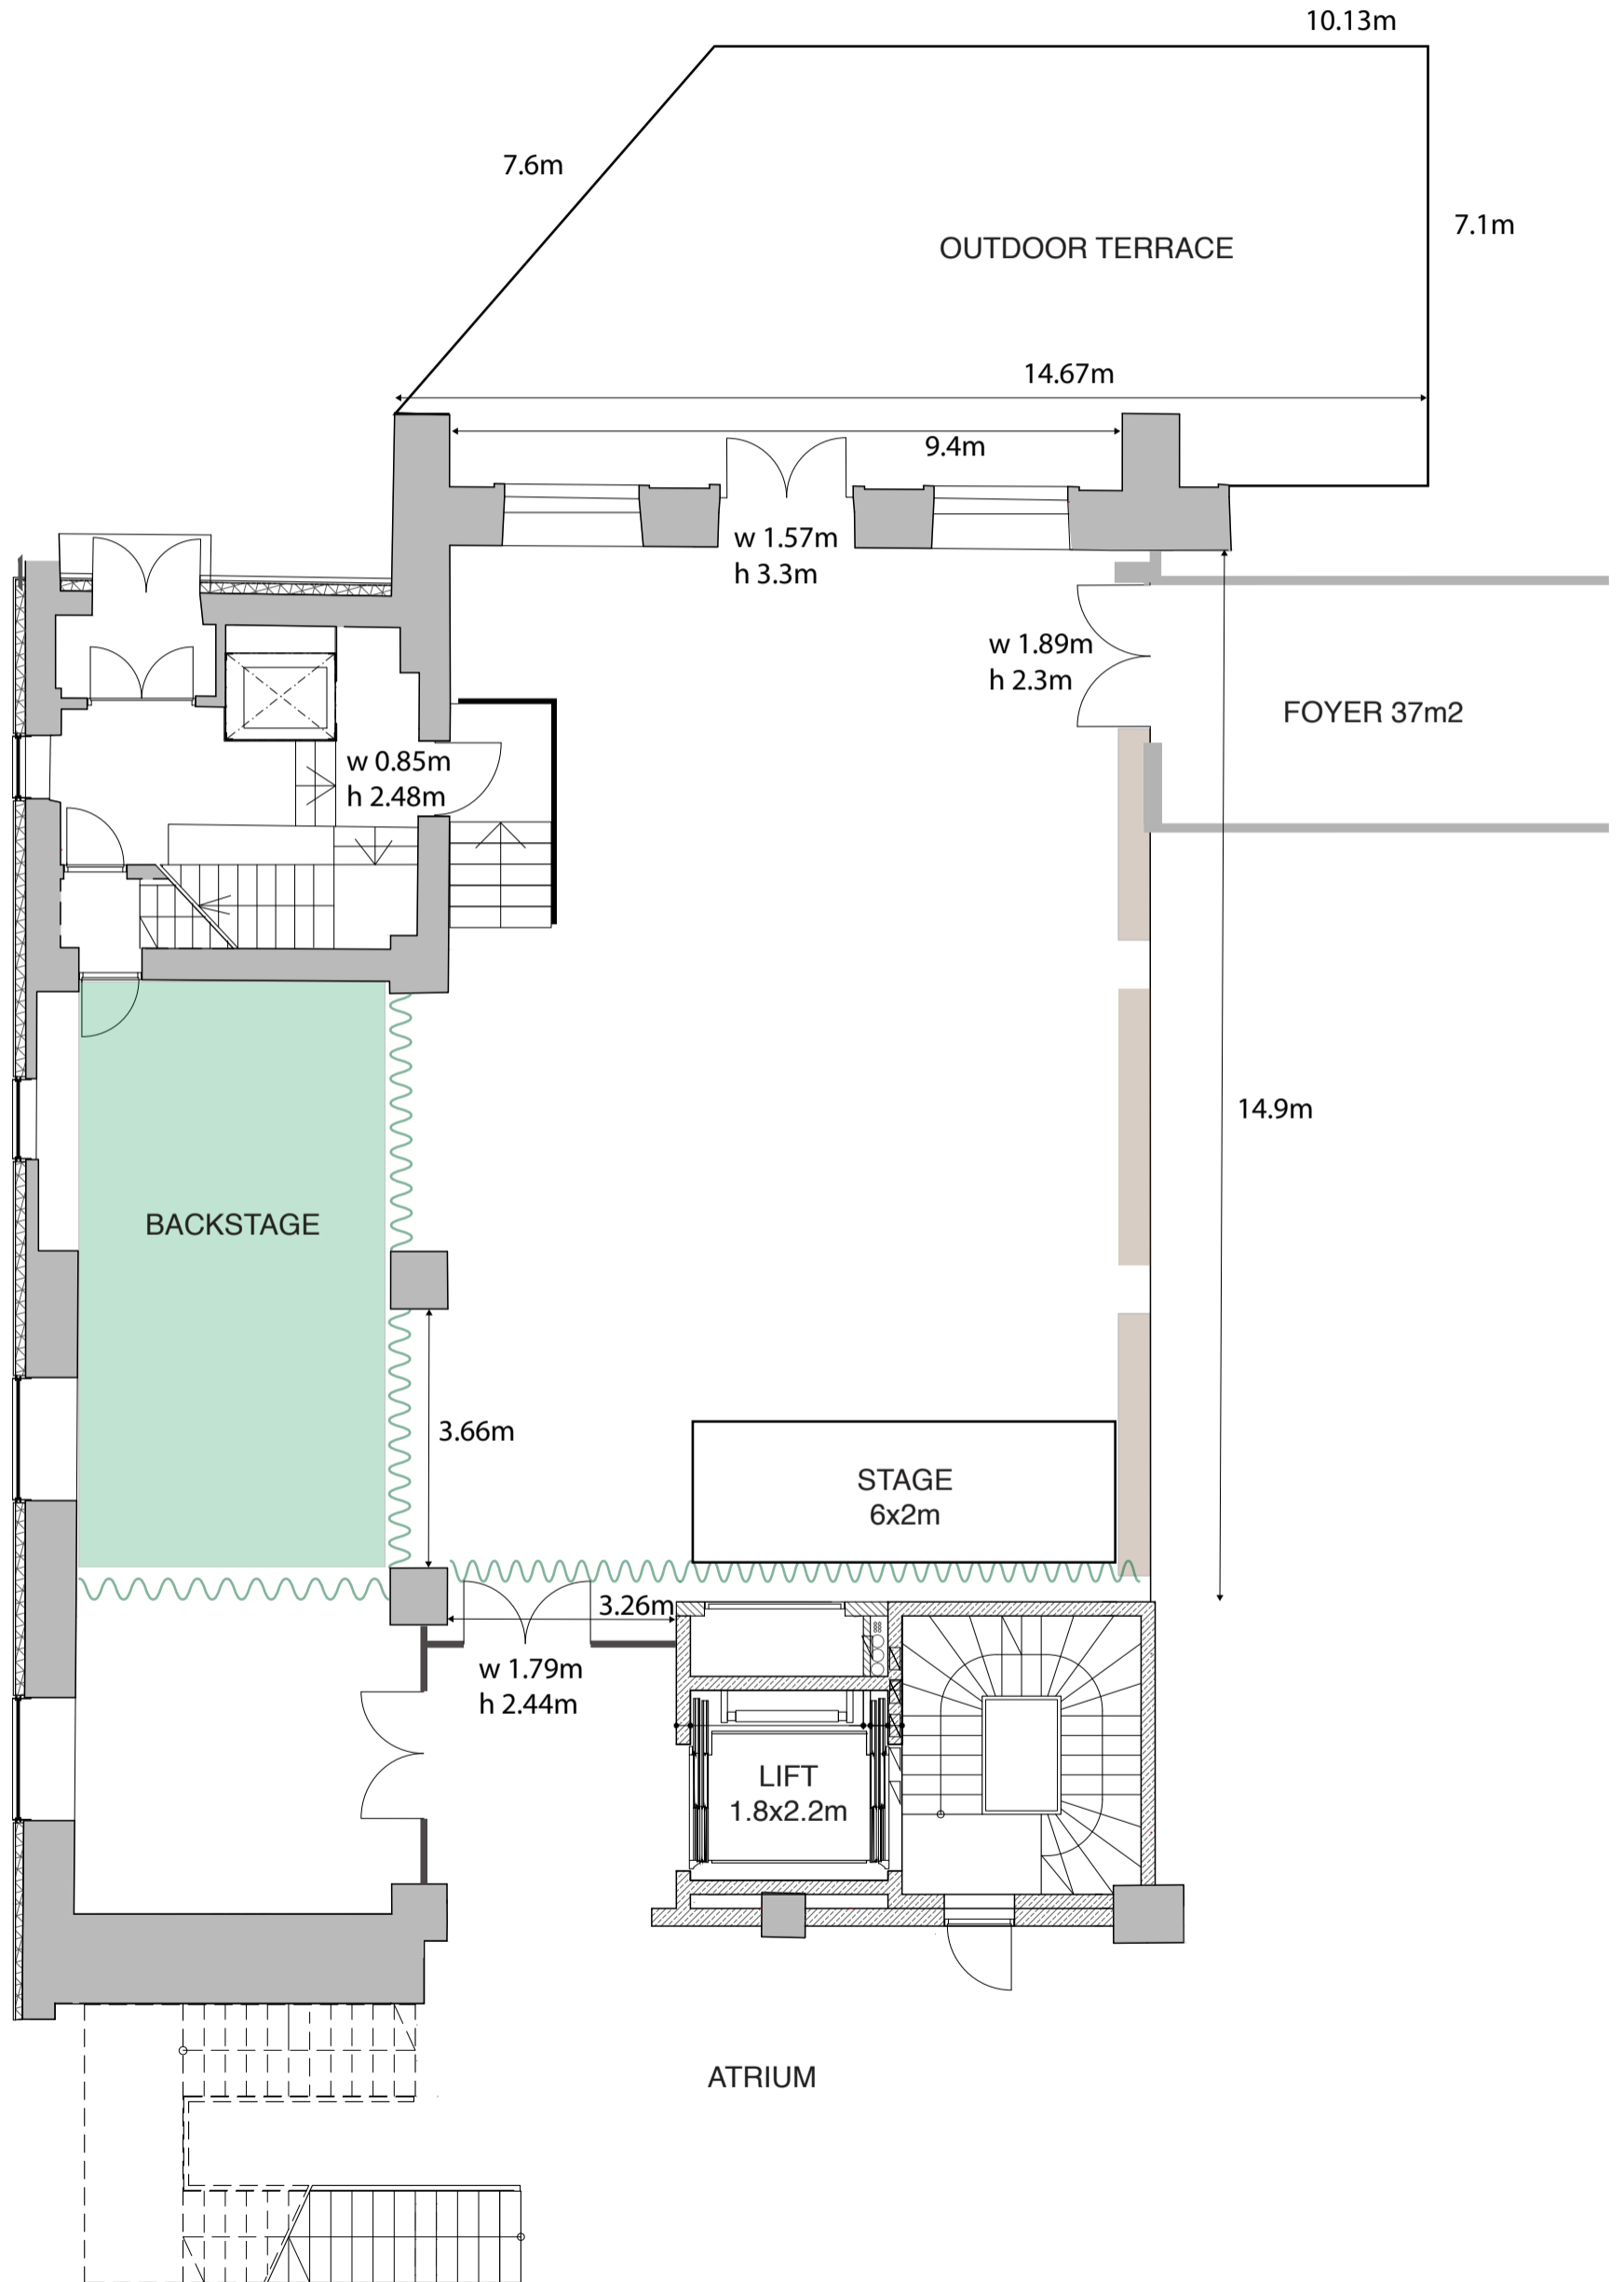 10.13m
7.6m
7.1m
OUTDOOR TERRACE
14.67m
9.4m
w 1.57m
h 3.3m
w 1.89m
h 2.3m
FOYER 37m2
w 0.85m
h 2.48m
14.9m
BACKSTAGE
3.66m
STAGE
6x2m
3.26m
w 1.79m
h 2.44m
LIFT
1.8x2.2m
ATRIUM